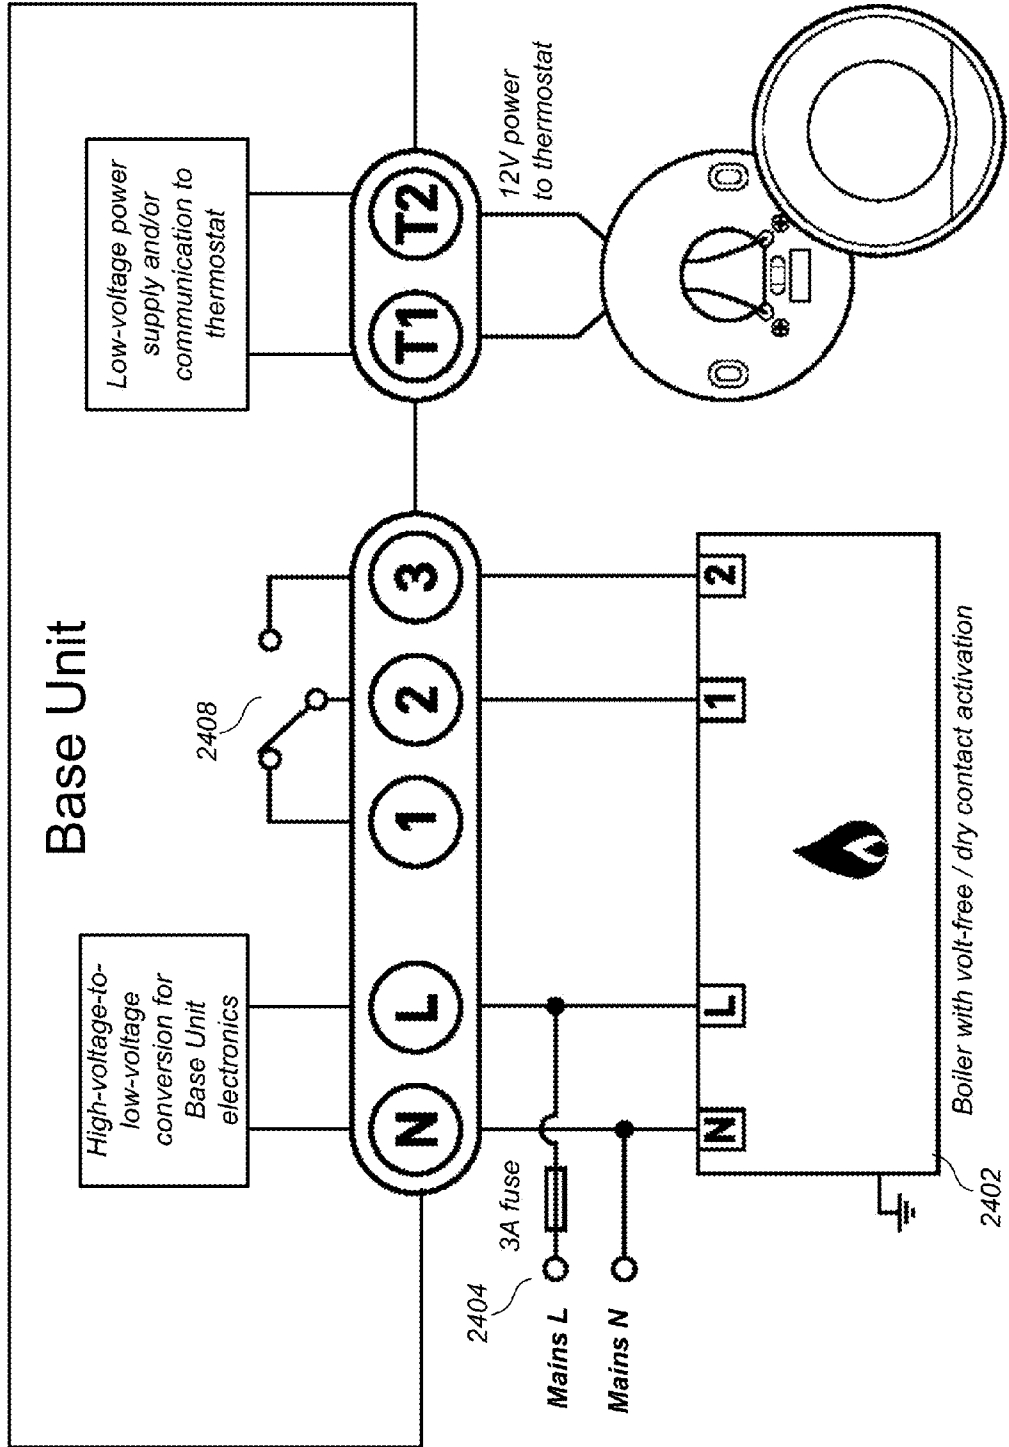 Base Unit
High-voltage-to-
low-voltage
conversion for
Base Unit
electronics
2408
Low-voltage power
supply and/or
communication to
thermostat
N
L
1
2
3
T1
T2
3A fuse
12V power
to thermostat
2404
Mains L
Mains N
N
L
1
2
Boiler with volt-free / dry contact activation
2402